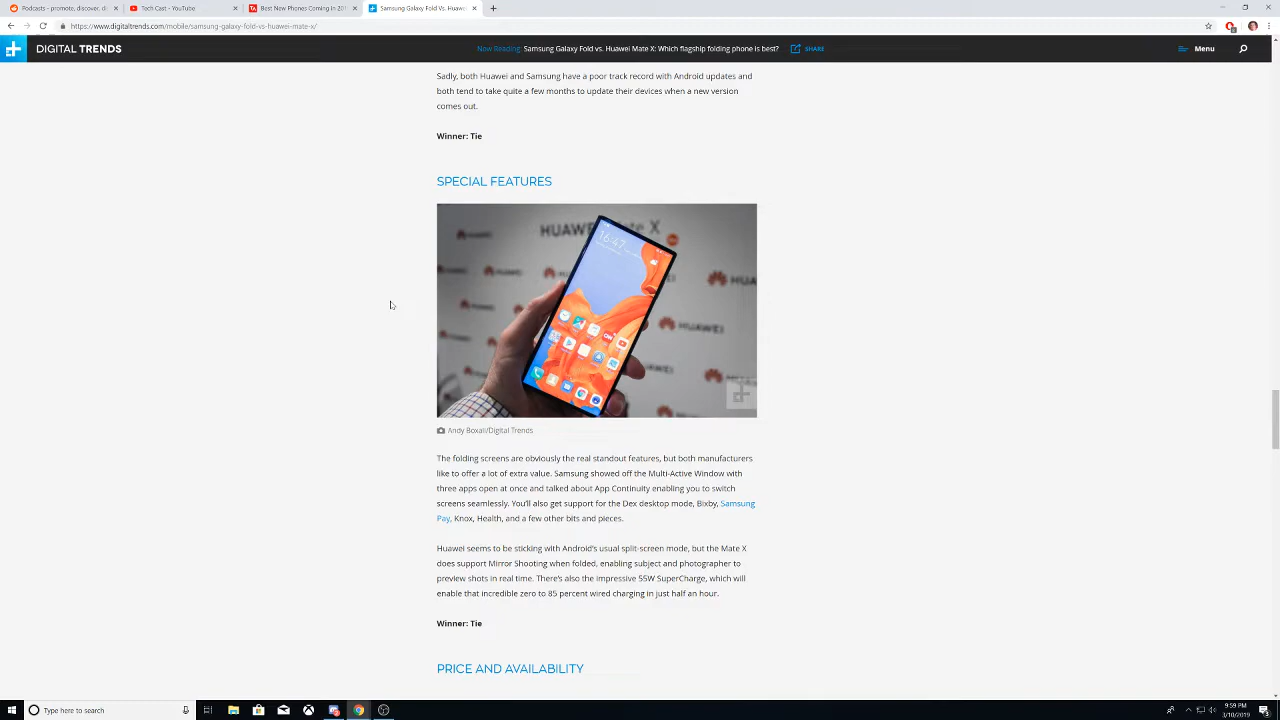 Podcasts - promote, discover, di
Tech Cast - YouTube
Best New Phones Coming in 201
Samsung Galaxy Fold Vs. Huawe
https://www.digitaltrends.com/mobile/samsung-galaxy-fold-vs-huawei-mate-x/
DIGITAL TRENDS
Now Reading: Samsung Galaxy Fold vs. Huawei Mate X: Which flagship folding phone is best?
SHARE
Menu
Sadly, both Huawei and Samsung have a poor track record with Android updates and
both tend to take quite a few months to update their devices when a new version
comes out.
Winner: Tie
SPECIAL FEATURES
HUAWEI Mate X
16:47
HUAWEI
Andy Boxall/Digital Trends
The folding screens are obviously the real standout features, but both manufacturers
like to offer a lot of extra value. Samsung showed off the Multi-Active Window with
three apps open at once and talked about App Continuity enabling you to switch
screens seamlessly. You'll also get support for the Dex desktop mode, Bixby, Samsung
Pay, Knox, Health, and a few other bits and pieces.
Huawei seems to be sticking with Android's usual split-screen mode, but the Mate X
does support Mirror Shooting when folded, enabling subject and photographer to
preview shots in real time. There's also the impressive 55W SuperCharge, which will
enable that incredible zero to 85 percent wired charging in just half an hour.
Winner: Tie
PRICE AND AVAILABILITY
Type here to search
9:59 PM
3/10/2019